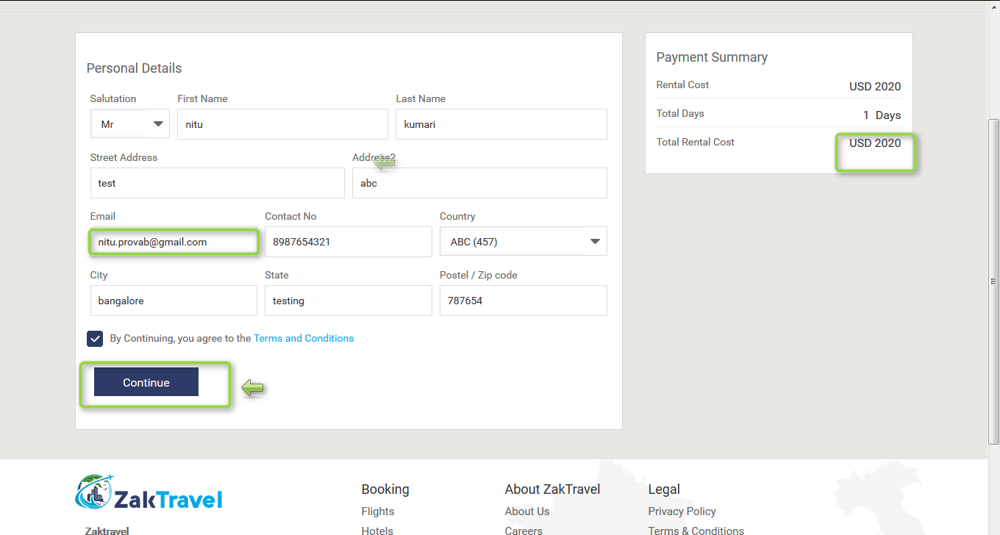 Personal Details
Salutation First Name Last Name
Mr nitu kumari
Street Address Address2
test abc
Email Contact No Country
nitu.provab@gmail.com 8987654321 ABC (457)
City State Postel / Zip code
bangalore testing 787654
By Continuing, you agree to the Terms and Conditions
Continue
Payment Summary
Rental Cost USD 2020
Total Days 1 Days
Total Rental Cost USD 2020
ZakTravel
Zaktravel
Booking
Flights
Hotels
About ZakTravel
About Us
Careers
Legal
Privacy Policy
Terms & Conditions